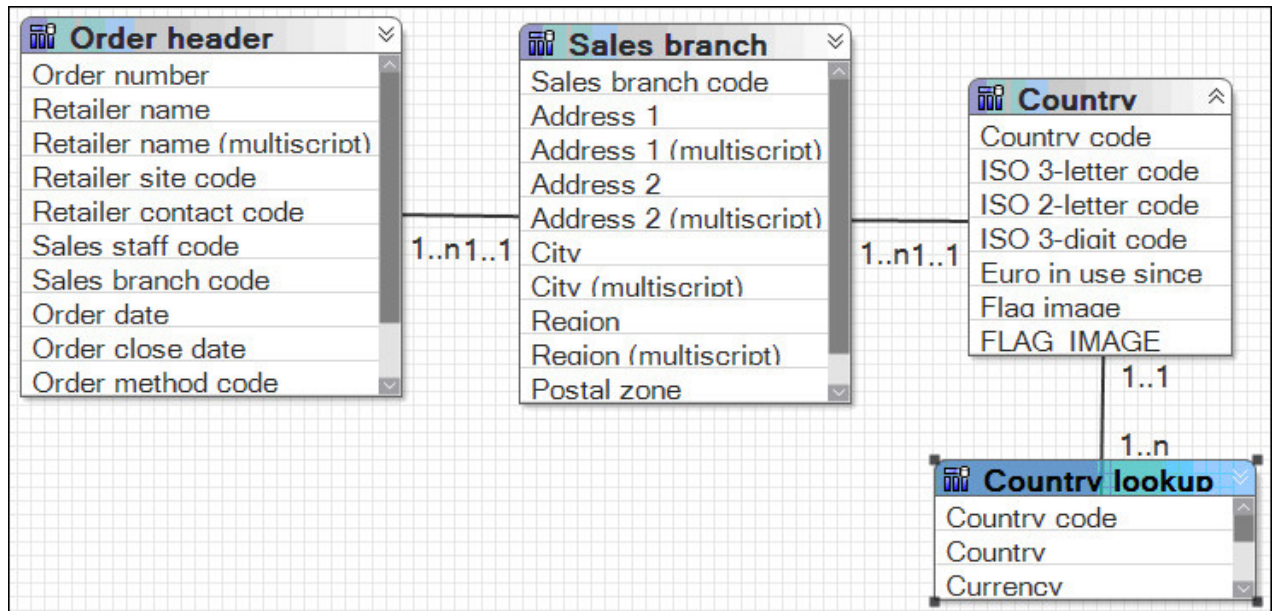 Order header
Order number
Retailer name
Retailer name (multiscript)
Retailer site code
Retailer contact code
Sales staff code
Sales branch code
Order date
Order close date
Order method code
1..n 1..1
Sales branch
Sales branch code
Address 1
Address 1 (multiscript)
Address 2
Address 2 (multiscript)
City
City (multiscript)
Region
Region (multiscript)
Postal zone
1..n 1..1
Country
Country code
ISO 3-letter code
ISO 2-letter code
ISO 3-digit code
Euro in use since
Flag image
FLAG_IMAGE
1..1
1..n
Country lookup
Country code
Country
Currency